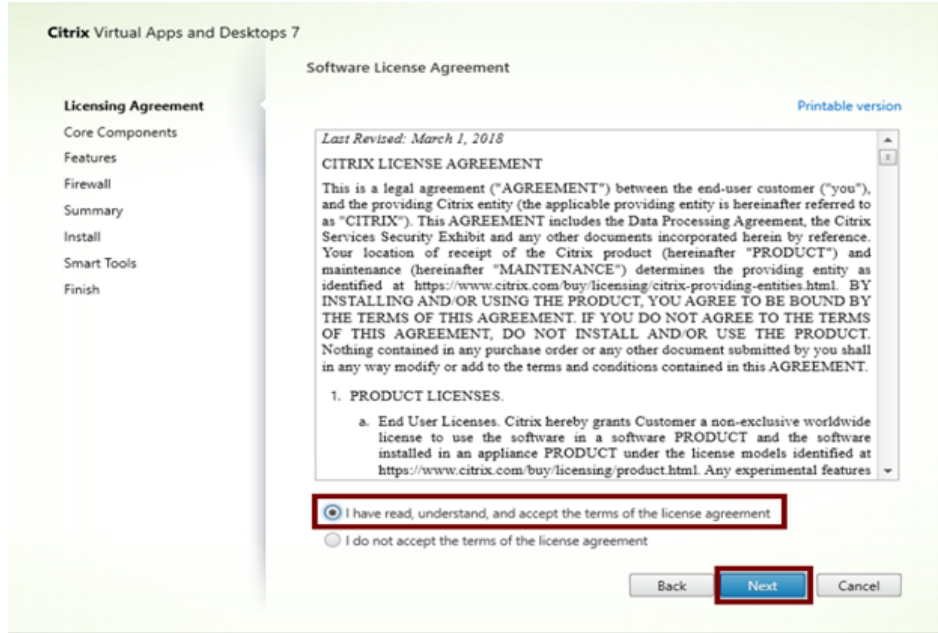 Citrix Virtual Apps and Desktops 7
Software License Agreement
Licensing Agreement
Core Components
Features
Firewall
Summary
Install
Smart Tools
Finish
Printable version
Last Revised: March 1, 2018
CITRIX LICENSE AGREEMENT
This is a legal agreement ("AGREEMENT") between the end-user customer ("you"),
and the providing Citrix entity (the applicable providing entity is hereinafter referred to
as "CITRIX"). This AGREEMENT includes the Data Processing Agreement, the Citrix
Services Security Exhibit and any other documents incorporated herein by reference.
Your location of receipt of the Citrix product (hereinafter "PRODUCT") and
maintenance (hereinafter "MAINTENANCE") determines the providing entity as
identified at https://www.citrix.com/buy/licensing/citrix-providing-entities.html. BY
INSTALLING AND/OR USING THE PRODUCT, YOU AGREE TO BE BOUND BY
THE TERMS OF THIS AGREEMENT. IF YOU DO NOT AGREE TO THE TERMS
OF THIS AGREEMENT, DO NOT INSTALL AND/OR USE THE PRODUCT.
Nothing contained in any purchase order or any other document submitted by you shall
in any way modify or add to the terms and conditions contained in this AGREEMENT.
1. PRODUCT LICENSES.
a. End User Licenses. Citrix hereby grants Customer a non-exclusive worldwide
license to use the software in a software PRODUCT and the software
installed in an appliance PRODUCT under the license models identified at
https://www.citrix.com/buy/licensing/product.html. Any experimental features
I have read, understand, and accept the terms of the license agreement
I do not accept the terms of the license agreement
Back
Next
Cancel